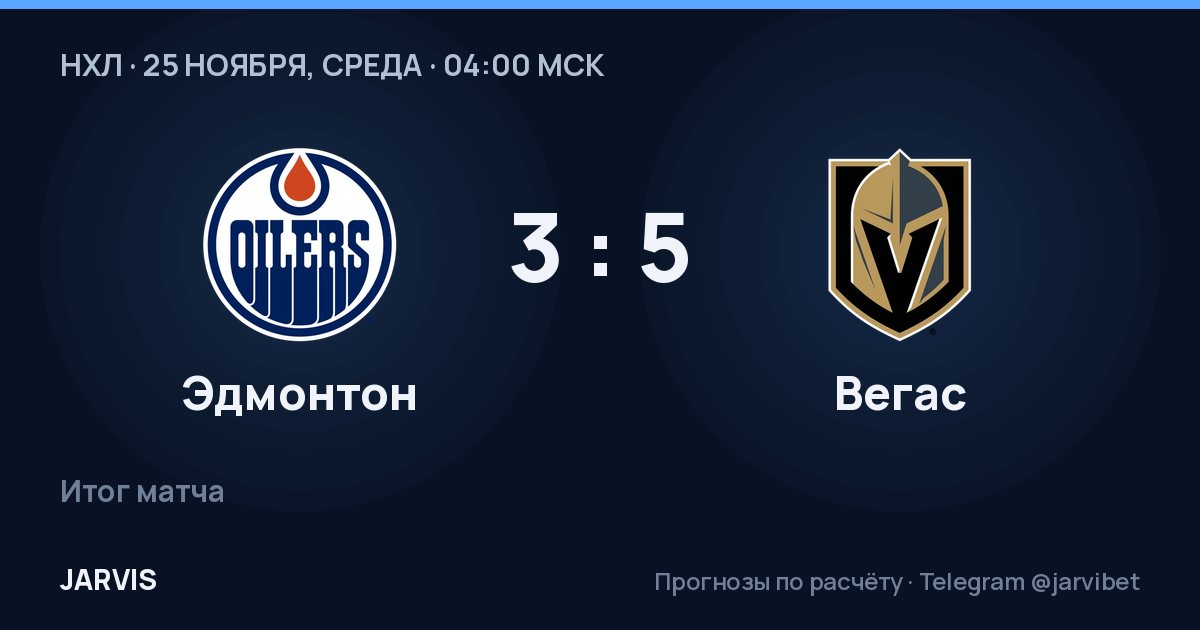 НХЛ · 25 НОЯБРЯ, СРЕДА · 04:00 МСК
OILERS
3 : 5
Эдмонтон
Вегас
Итог матча
JARVIS
Прогнозы по расчёту · Telegram @jarvibet